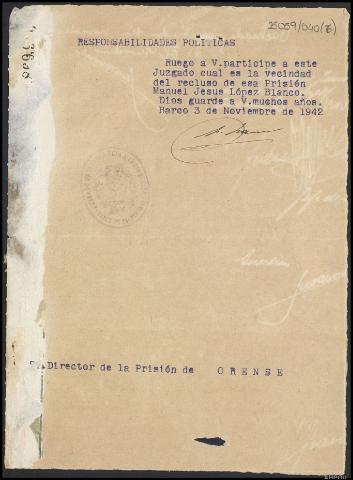 25059/040(6)
RESPONSABILIDADES POLITICAS
Ruego a V.participe a este
Juzgado cual es la vecindad
del recluso de esa Prisión
Manuel Jesus López Blanco.
Dios guarde a V.muchos años.
Barco 3 de Noviembre de 1942
Director de la Prisión de ORENSE